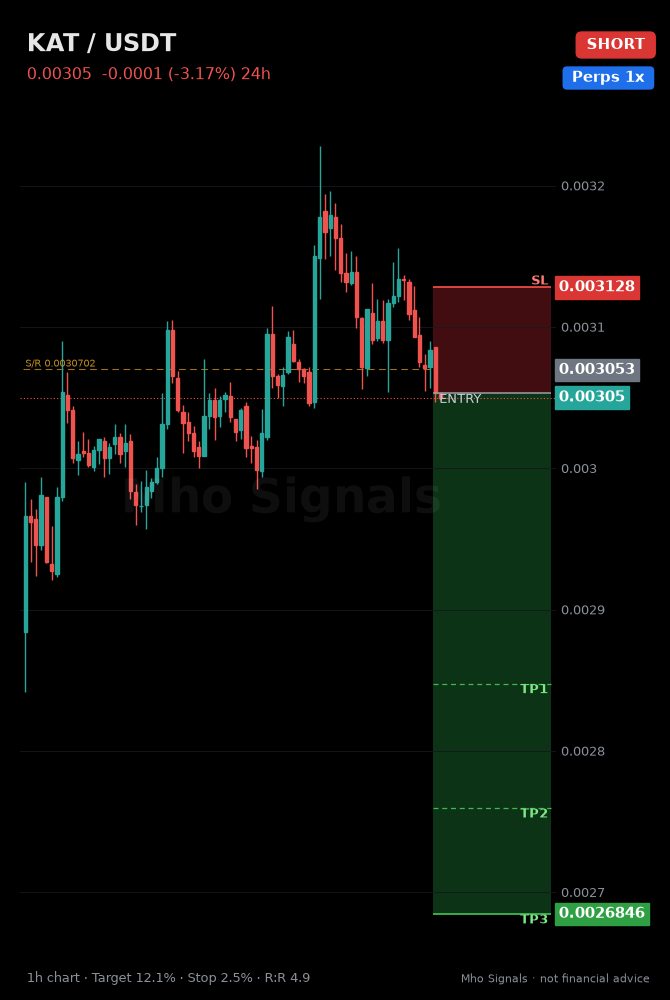 KAT / USDT
SHORT
0.00305 -0.0001 (-3.17%) 24h
Perps 1x
0.0032
SL
0.003128
0.0031
S/R 0.0030702
0.003053
ENTRY
0.00305
0.003
Mho Signals
0.0029
TP1
0.0028
TP2
0.0027
TP3
0.0026846
1h chart · Target 12.1% · Stop 2.5% · R:R 4.9
Mho Signals · not financial advice